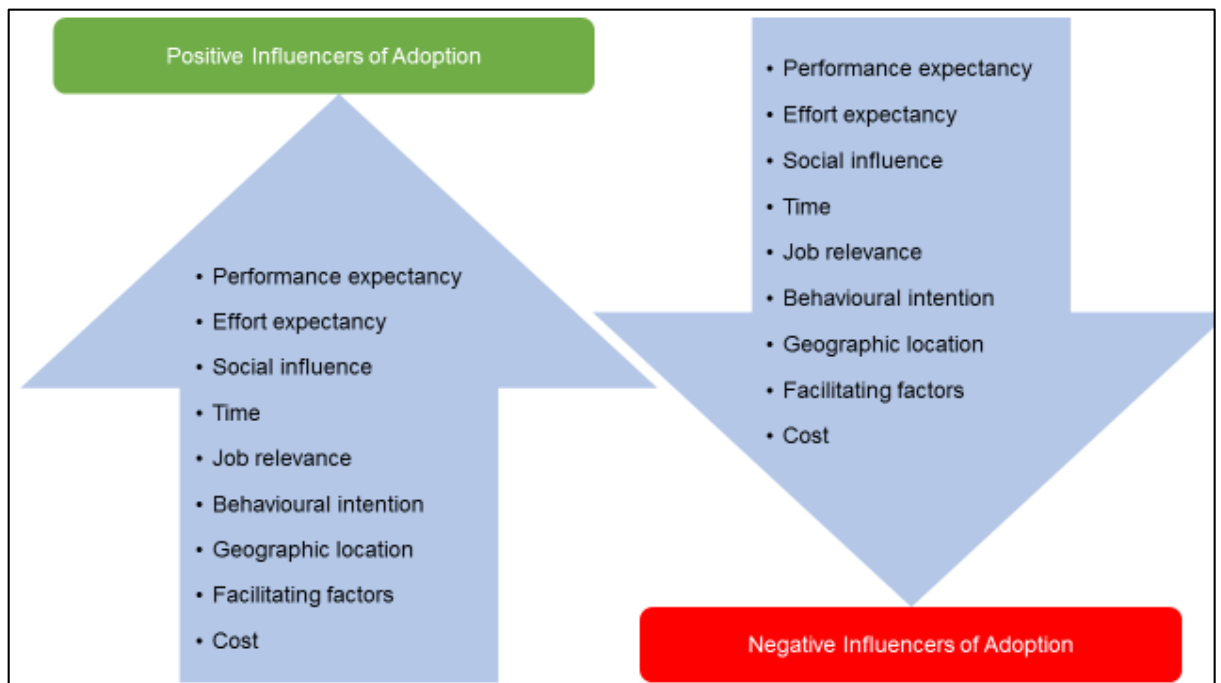 Positive Influencers of Adoption
• Performance expectancy
• Effort expectancy
• Social influence
• Time
• Job relevance
• Behavioural intention
• Geographic location
• Facilitating factors
• Cost
• Performance expectancy
• Effort expectancy
• Social influence
• Time
• Job relevance
• Behavioural intention
• Geographic location
• Facilitating factors
• Cost
Negative Influencers of Adoption